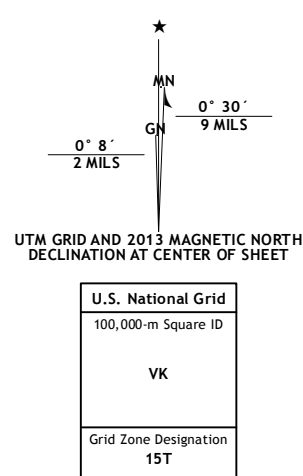 MN
0° 30´
9 MILS
GN
0° 8´
2 MILS
UTM GRID AND 2013 MAGNETIC NORTH
DECLINATION AT CENTER OF SHEET
U.S. National Grid
100,000-m Square ID
VK
Grid Zone Designation
15T